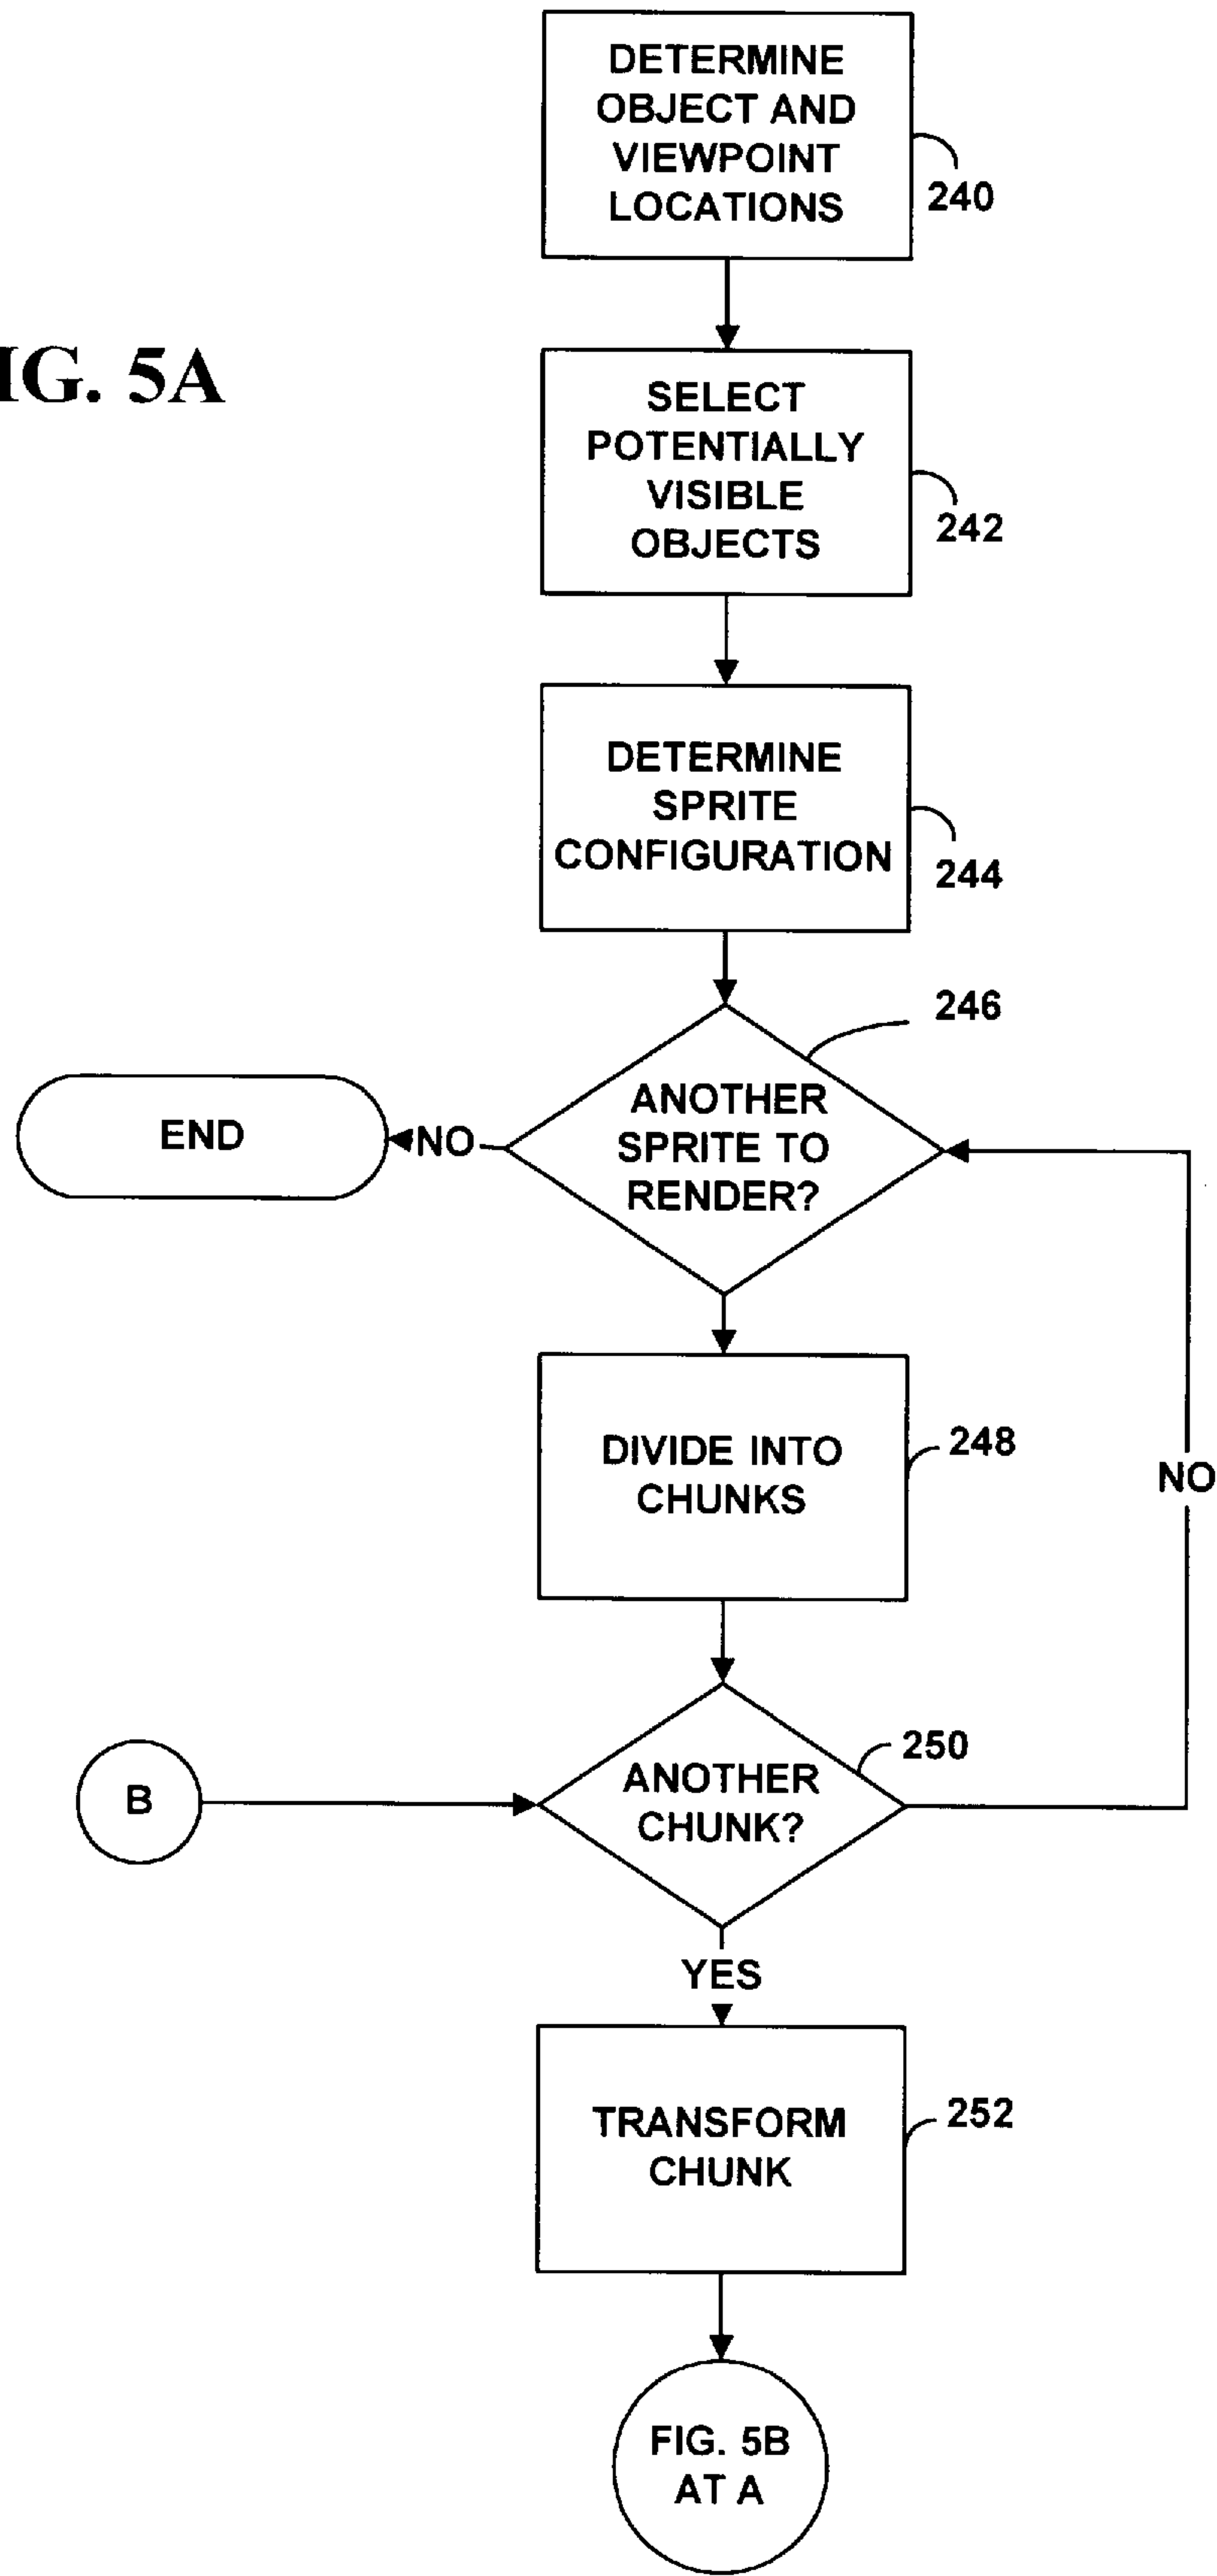 DETERMINE
OBJECT AND
VIEWPOINT
LOCATIONS
240
IG. 5A
SELECT
POTENTIALLY
VISIBLE
OBJECTS
242
DETERMINE
SPRITE
CONFIGURATION
244
246
ANOTHER
SPRITE TO
RENDER?
NO
END
DIVIDE INTO
CHUNKS
248
NO
250
ANOTHER
CHUNK?
B
YES
TRANSFORM
CHUNK
252
FIG. 5B
AT A